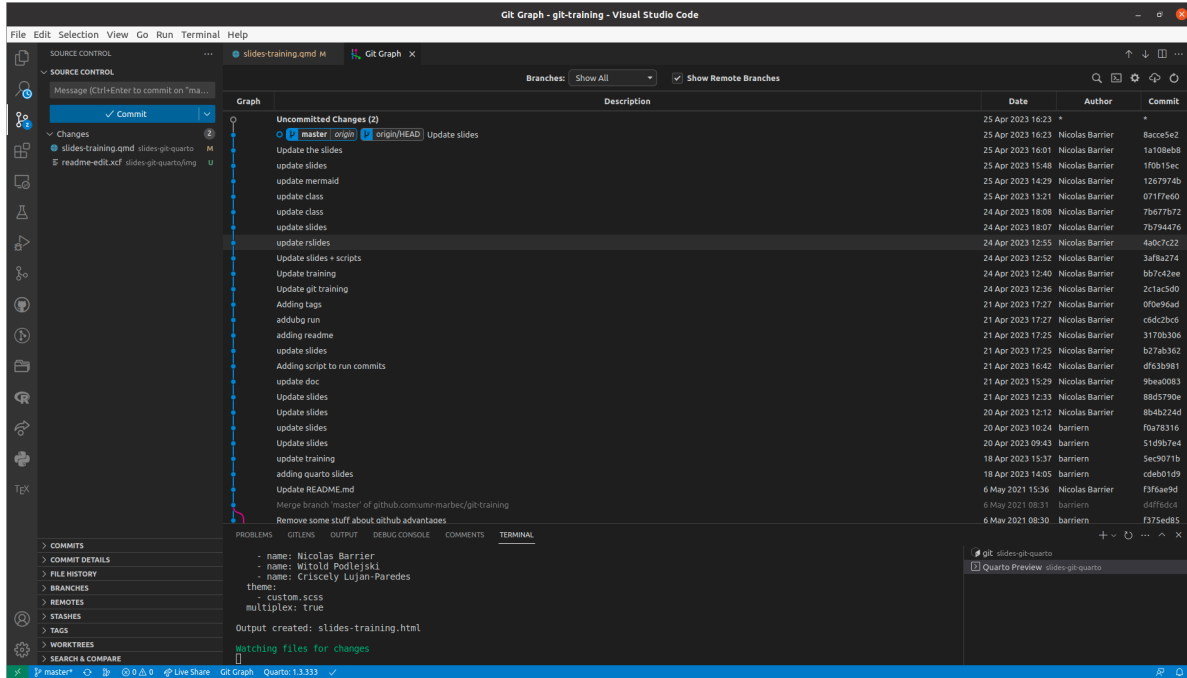 Git Graph - git-training - Visual Studio Code
File Edit Selection View Go Run Terminal Help
SOURCE CONTROL ...
slides-training.qmd M Git Graph
SOURCE CONTROL
Message (Ctrl+Enter to commit on "ma...
Commit
Changes 2
slides-training.qmd slides-git-quarto M
readme-edit.xcf slides-git-quarto/img U
Branches: Show All Show Remote Branches
Graph Description Date Author Commit
Uncommitted Changes (2) 25 Apr 2023 16:23 * *
master origin origin/HEAD Update slides 25 Apr 2023 16:23 Nicolas Barrier 8acce5e2
Update the slides 25 Apr 2023 16:01 Nicolas Barrier 1a108eb8
update slides 25 Apr 2023 15:48 Nicolas Barrier 1f0b15ec
update mermaid 25 Apr 2023 14:29 Nicolas Barrier 1267974b
update class 25 Apr 2023 13:21 Nicolas Barrier 071f7e60
update class 24 Apr 2023 18:08 Nicolas Barrier 7b677b72
update slides 24 Apr 2023 18:07 Nicolas Barrier 7b794476
update rslides 24 Apr 2023 12:55 Nicolas Barrier 4a0c7c22
Update slides + scripts 24 Apr 2023 12:52 Nicolas Barrier 3af8a274
Update training 24 Apr 2023 12:40 Nicolas Barrier bb7c42ee
Update git training 24 Apr 2023 12:36 Nicolas Barrier 2c1ac5d0
Adding tags 21 Apr 2023 17:27 Nicolas Barrier 0f0e96ad
addubg run 21 Apr 2023 17:27 Nicolas Barrier c6dc2bc6
adding readme 21 Apr 2023 17:25 Nicolas Barrier 3170b306
update slides 21 Apr 2023 17:25 Nicolas Barrier b27ab362
Adding script to run commits 21 Apr 2023 16:42 Nicolas Barrier df63b981
update doc 21 Apr 2023 15:29 Nicolas Barrier 9bea0083
Update slides 21 Apr 2023 12:33 Nicolas Barrier 88d5790e
Update slides 20 Apr 2023 12:12 Nicolas Barrier 8b4b224d
update slides 20 Apr 2023 10:24 barriern f0a78316
Update slides 20 Apr 2023 09:43 barriern 51d9b7e4
update training 18 Apr 2023 15:37 barriern 5ec9071b
adding quarto slides 18 Apr 2023 14:05 barriern cdeb01d9
Update README.md 6 May 2021 15:36 Nicolas Barrier f3f6ae9d
Merge branch 'master' of github.com:umr-marbec/git-training 6 May 2021 08:31 barriern d4ff6dc4
Remove some stuff about github advantages 6 May 2021 08:30 barriern f375ed85
PROBLEMS GITLENS OUTPUT DEBUG CONSOLE COMMENTS TERMINAL
- name: Nicolas Barrier
- name: Witold Podlejski
- name: Criscely Lujan-Paredes
theme:
- custom.scss
multiplex: true
Output created: slides-training.html
Watching files for changes
git slides-git-quarto
Quarto Preview slides-git-quarto
COMMITS
COMMIT DETAILS
FILE HISTORY
BRANCHES
REMOTES
STASHES
TAGS
WORKTREES
SEARCH & COMPARE
TEX
master* 0 0 Live Share Git Graph Quarto: 1.3.333